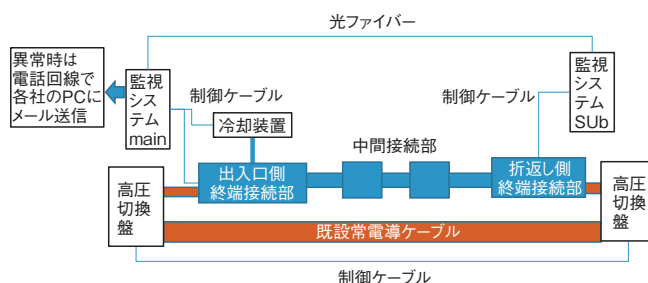 光ファイバー
異常時は
電話回線で
各社のPCに
メール送信
監視
シス
テム
main
制御ケーブル
冷却装置
中間接続部
制御ケーブル
監視
シス
テム
SUb
出入口側
終端接続部
折返し側
終端接続部
高圧
切換
盤
既設常電導ケーブル
高圧
切換
盤
制御ケーブル